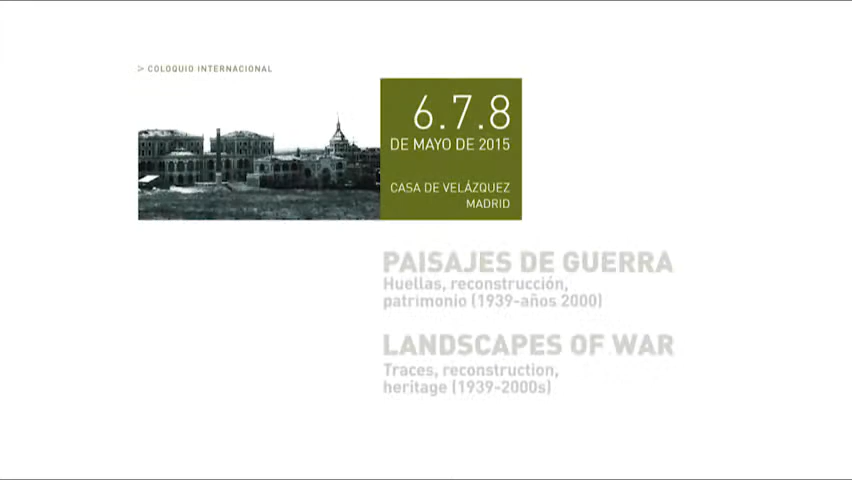 > COLOQUIO INTERNACIONAL
6.7.8
DE MAYO DE 2015
CASA DE VELÁZQUEZ
MADRID
PAISAJES DE GUERRA
Huellas, reconstrucción,
patrimonio (1939-años 2000)
LANDSCAPES OF WAR
Traces, reconstruction,
heritage (1939-2000s)